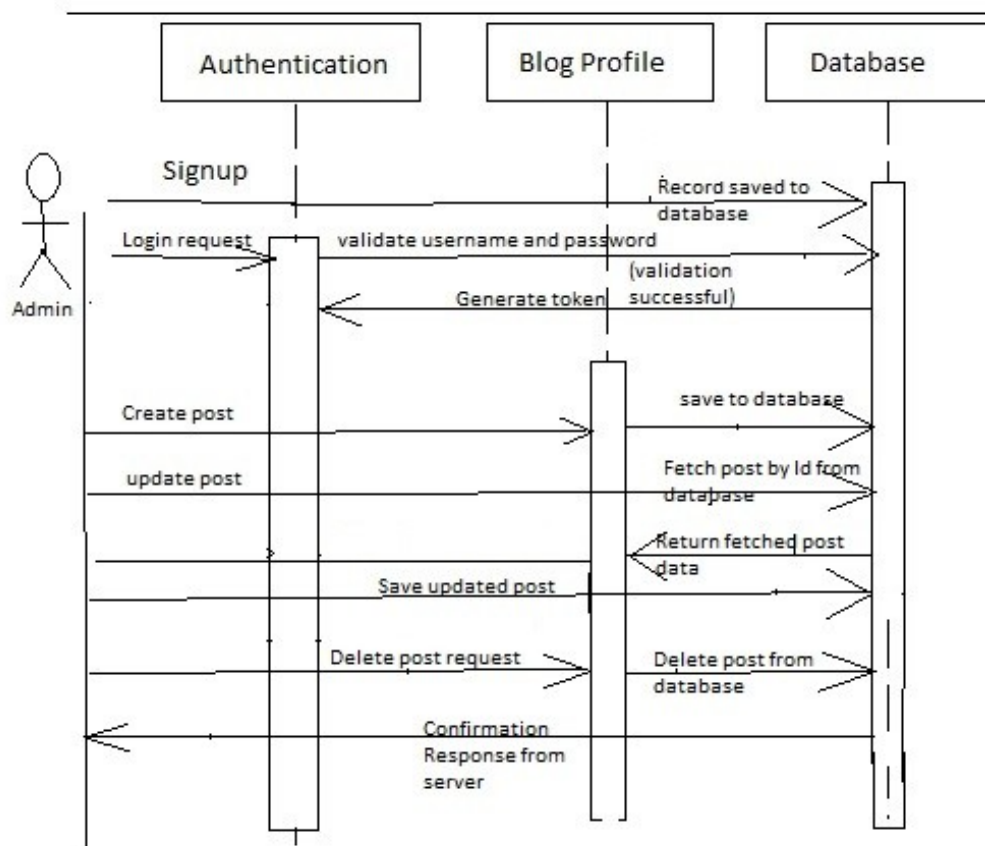 Authentication
Blog Profile
Database
Signup
Record saved to
database
Login request
validate username and password
(validation
successful)
Generate token
Admin
Create post
save to database
update post
Fetch post by Id from
database
Return fetched post
data
Save updated post
Delete post request
Delete post from
database
Confirmation
Response from
server